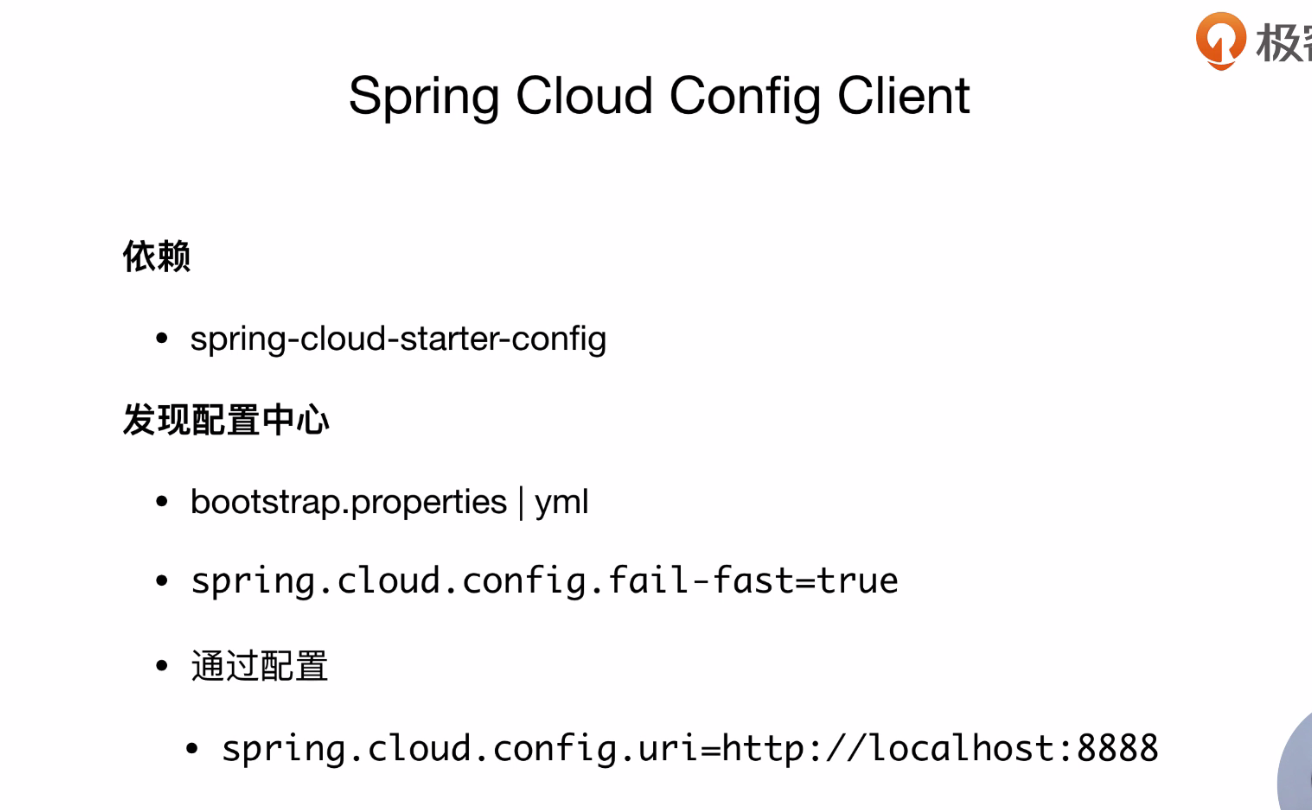 极
Spring Cloud Config Client
依赖
• spring-cloud-starter-config
发现配置中心
• bootstrap.properties | yml
• spring.cloud.config.fail-fast=true
• 通过配置
• spring.cloud.config.uri=http://localhost:8888